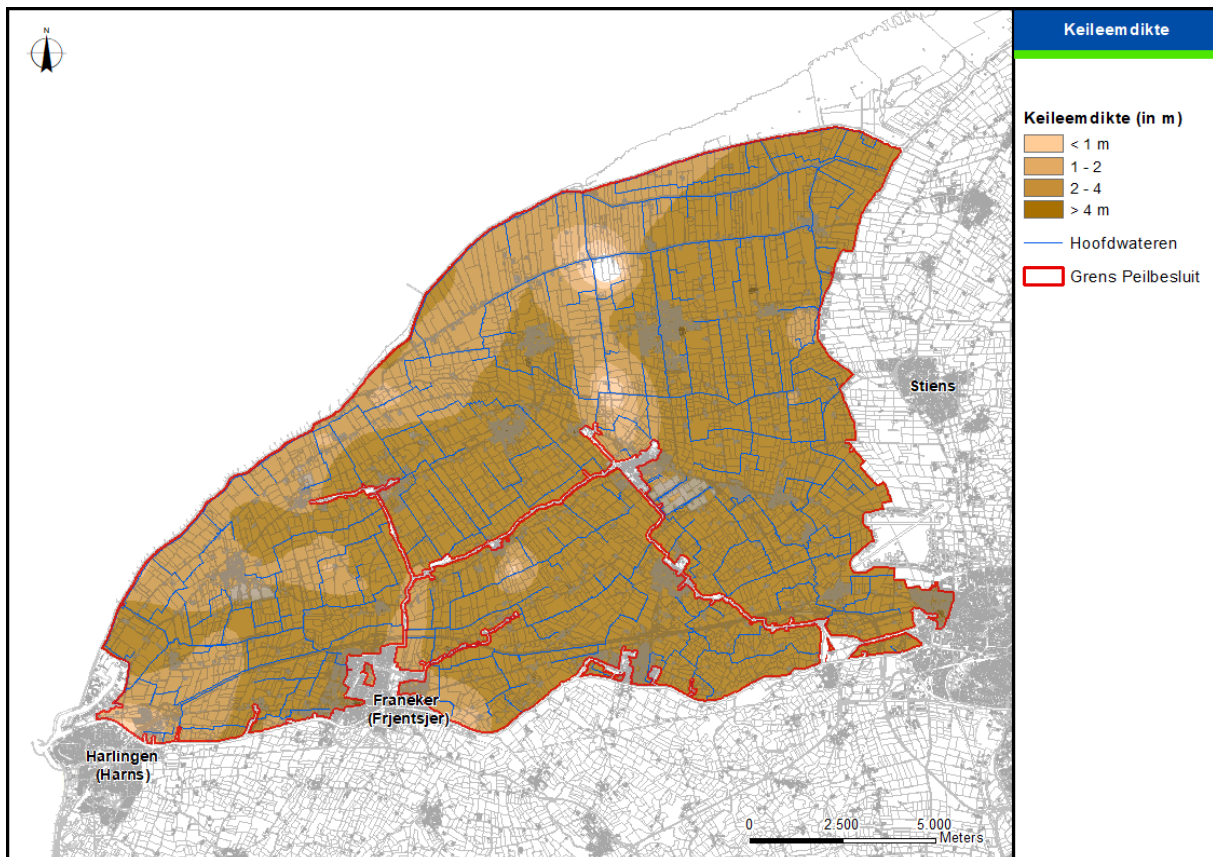 N
Keileemdikte
Keileemdikte (in m)
< 1 m
1 - 2
2 - 4
> 4 m
Hoofdwateren
Grens Peilbesluit
Stiens
Franeker
(Frjentsjer)
Harlingen
(Harns)
0 2.500 5.000
Meters